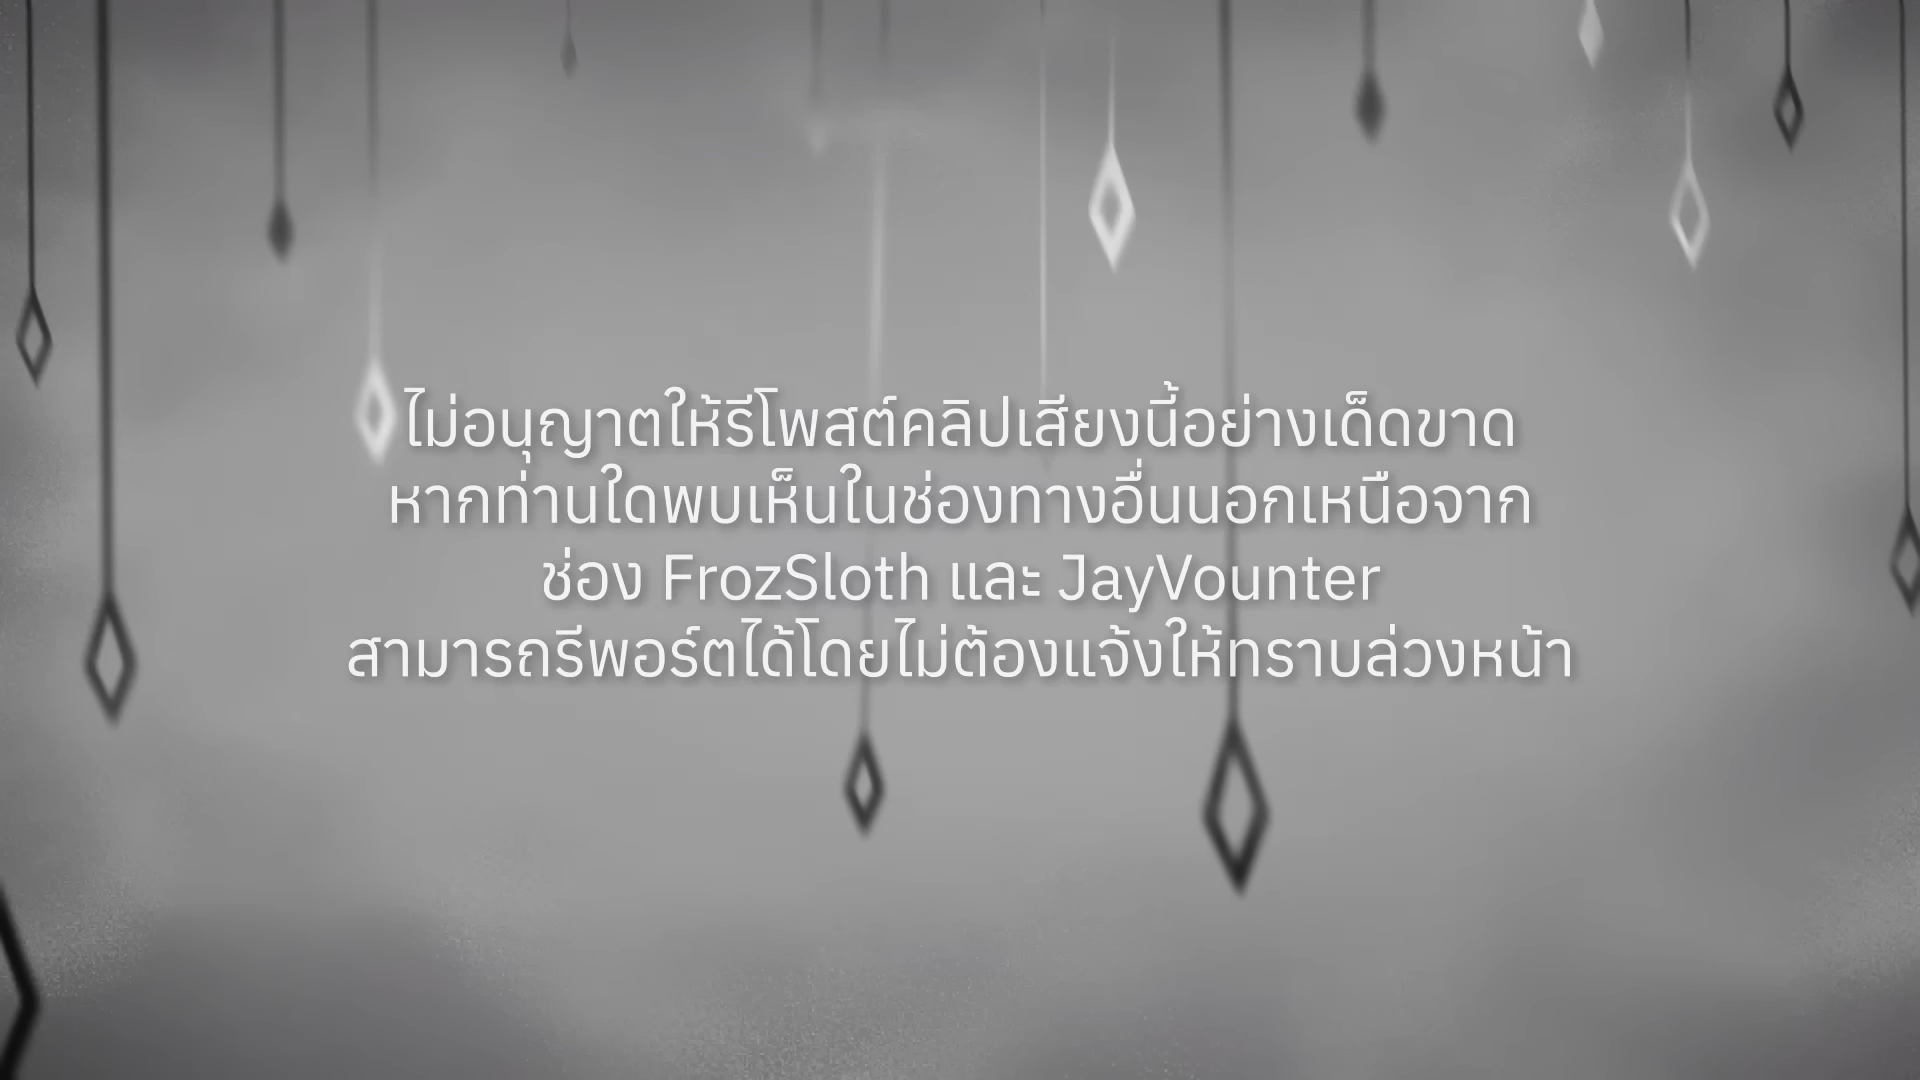 ไม่อนุญาตให้รีโพสต์คลิปเสียงนี้อย่างเด็ดขาด
หากท่านใดพบเห็นในช่องทางอื่นนอกเหนือจาก
ช่อง FrozSloth และ JayVounter
สามารถรีพอร์ตได้โดยไม่ต้องแจ้งให้ทราบล่วงหน้า